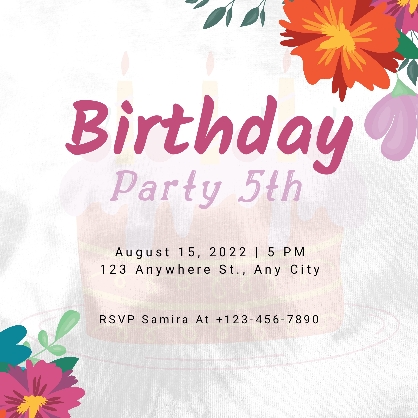 Birthday
Party 5th
August 15, 2022 | 5 PM
123 Anywhere St., Any City
RSVP Samira At +123-456-7890